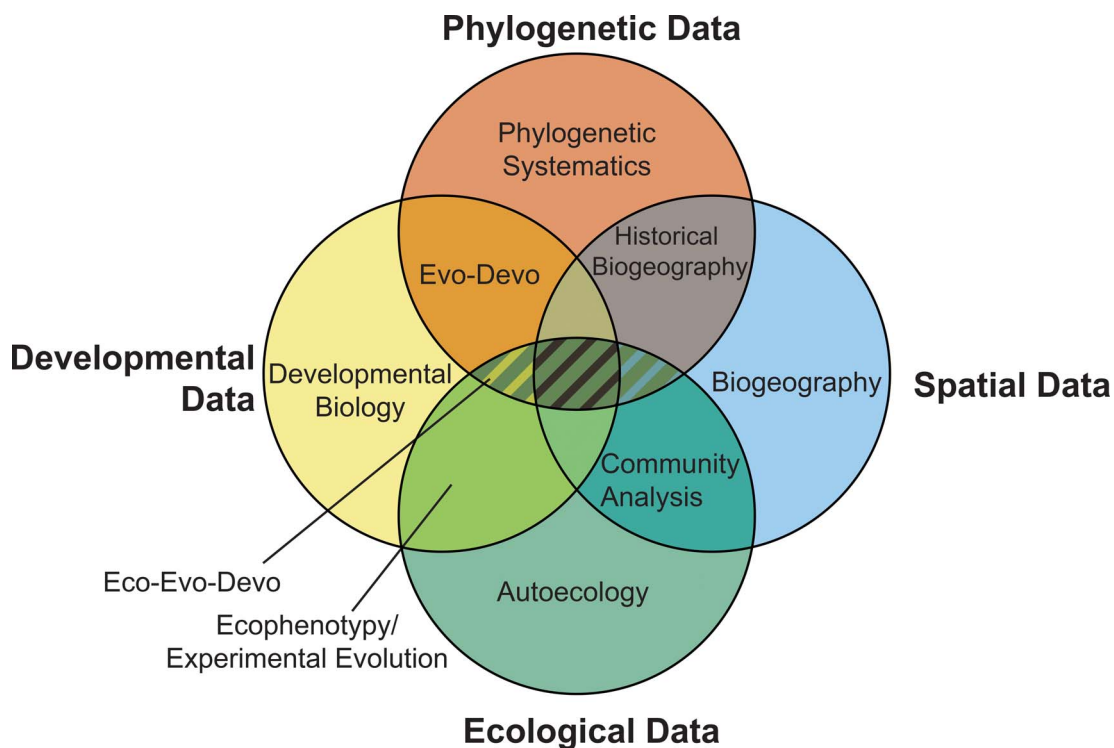 Phylogenetic Data
Phylogenetic
Systematics
Historical
Biogeography
Evo-Devo
Developmental
Data
Developmental
Biology
Biogeography
Spatial Data
Community
Analysis
Eco-Evo-Devo
Autoecology
Ecophenotypy/
Experimental Evolution
Ecological Data